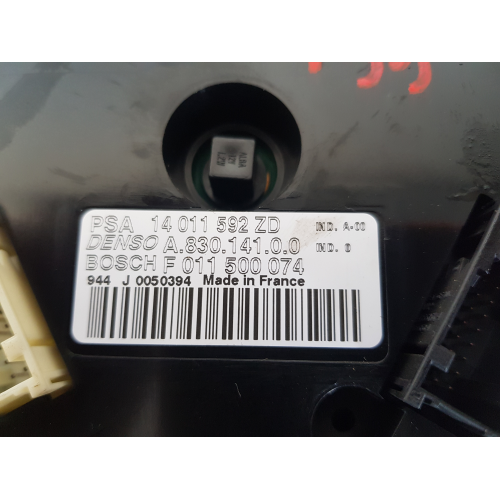 PSA 14 011 592 ZD IND. A-00
DENSO A.830.141.0.0 IND. 0
BOSCH F 011 500 074
944 J 0050394 Made in France